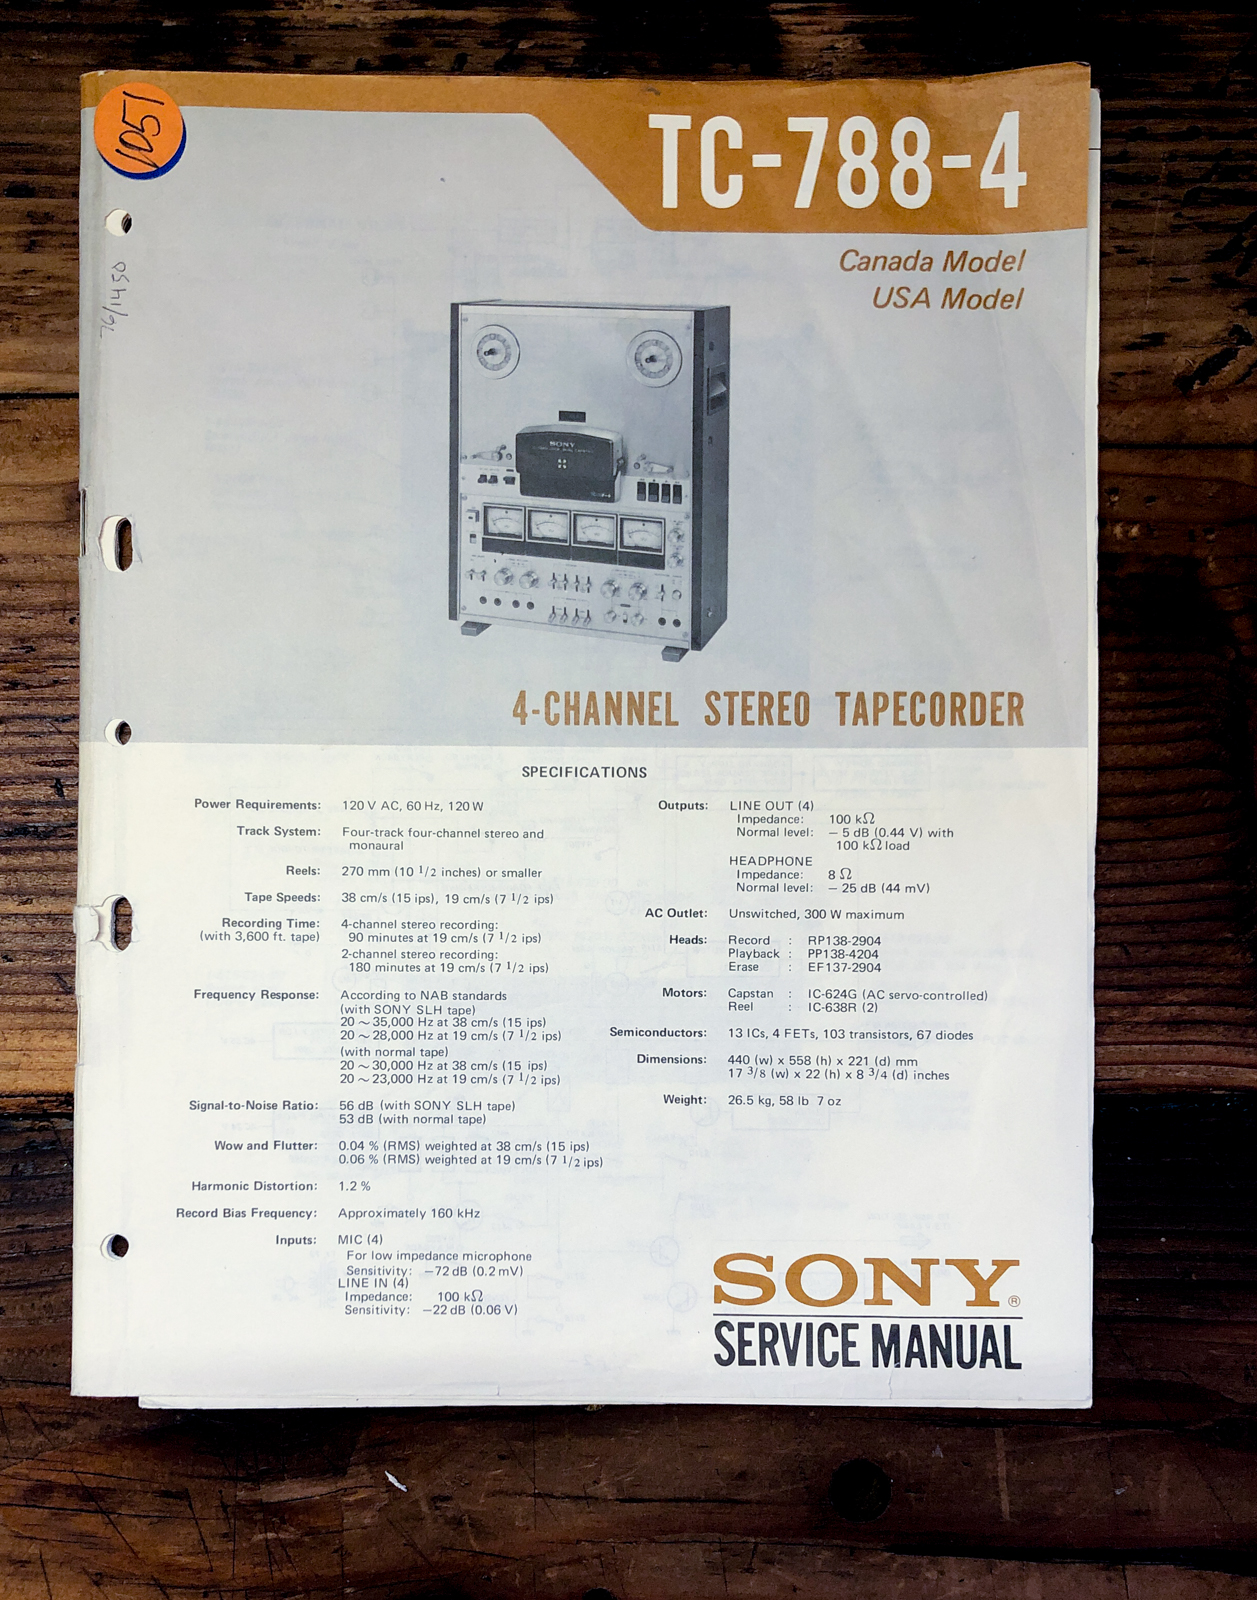 1051
76/1450
TC-788-4
Canada Model
USA Model
SONY
4-CHANNEL STEREO TAPECORDER
SPECIFICATIONS
Power Requirements: 120 V AC, 60 Hz, 120 W
Track System: Four-track four-channel stereo and
monaural
Reels: 270 mm (10 1/2 inches) or smaller
Tape Speeds: 38 cm/s (15 ips), 19 cm/s (7 1/2 ips)
Recording Time: 4-channel stereo recording:
(with 3,600 ft. tape) 90 minutes at 19 cm/s (7 1/2 ips)
2-channel stereo recording:
180 minutes at 19 cm/s (7 1/2 ips)
Frequency Response: According to NAB standards
(with SONY SLH tape)
20 ~ 35,000 Hz at 38 cm/s (15 ips)
20 ~ 28,000 Hz at 19 cm/s (7 1/2 ips)
(with normal tape)
20 ~ 30,000 Hz at 38 cm/s (15 ips)
20 ~ 23,000 Hz at 19 cm/s (7 1/2 ips)
Signal-to-Noise Ratio: 56 dB (with SONY SLH tape)
53 dB (with normal tape)
Wow and Flutter: 0.04 % (RMS) weighted at 38 cm/s (15 ips)
0.06 % (RMS) weighted at 19 cm/s (7 1/2 ips)
Harmonic Distortion: 1.2 %
Record Bias Frequency: Approximately 160 kHz
Inputs: MIC (4)
For low impedance microphone
Sensitivity: −72 dB (0.2 mV)
LINE IN (4)
Impedance: 100 kΩ
Sensitivity: −22 dB (0.06 V)
Outputs: LINE OUT (4)
Impedance: 100 kΩ
Normal level: − 5 dB (0.44 V) with
100 kΩ load
HEADPHONE
Impedance: 8 Ω
Normal level: − 25 dB (44 mV)
AC Outlet: Unswitched, 300 W maximum
Heads: Record : RP138-2904
Playback : PP138-4204
Erase : EF137-2904
Motors: Capstan : IC-624G (AC servo-controlled)
Reel : IC-638R (2)
Semiconductors: 13 ICs, 4 FETs, 103 transistors, 67 diodes
Dimensions: 440 (w) x 558 (h) x 221 (d) mm
17 3/8 (w) x 22 (h) x 8 3/4 (d) inches
Weight: 26.5 kg, 58 lb 7 oz
SONY®
SERVICE MANUAL